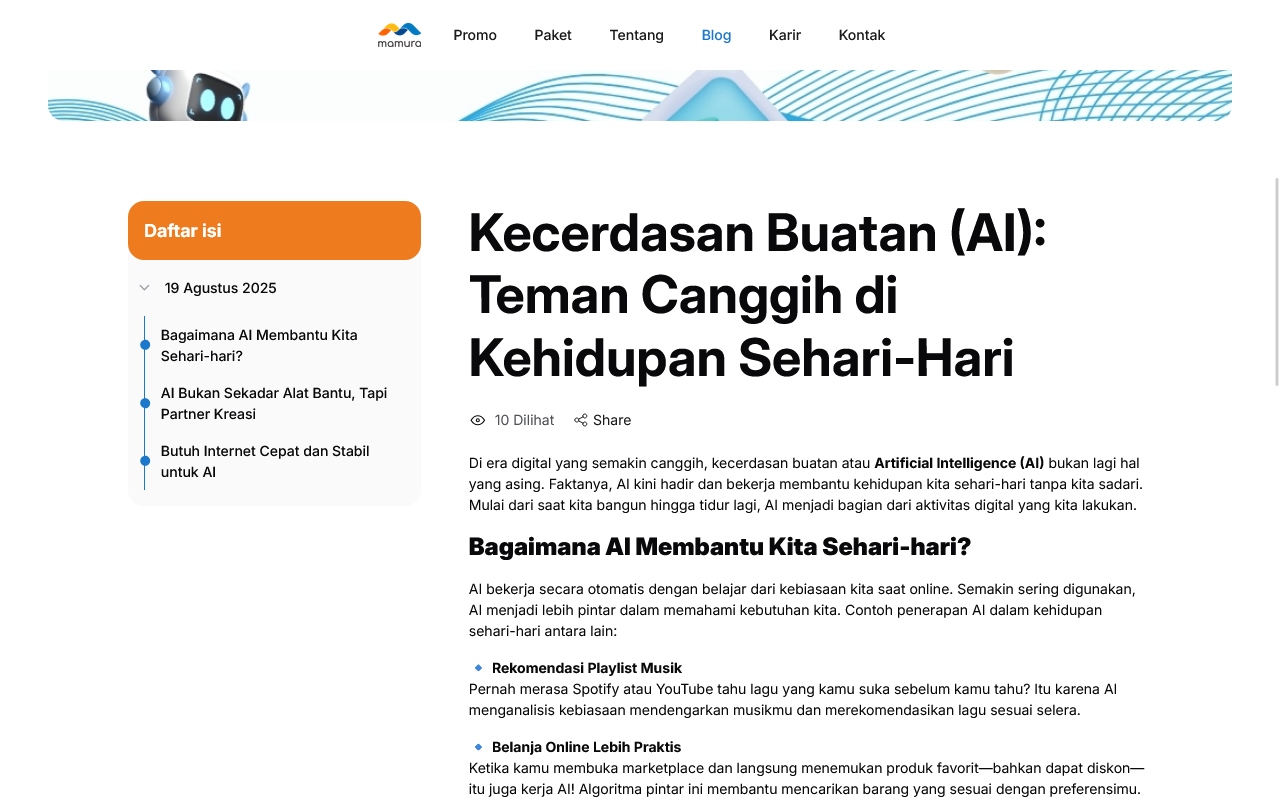 mamura
Promo
Paket
Tentang
Blog
Karir
Kontak
Daftar isi
19 Agustus 2025
Bagaimana AI Membantu Kita
Sehari-hari?
AI Bukan Sekadar Alat Bantu, Tapi
Partner Kreasi
Butuh Internet Cepat dan Stabil
untuk AI
Kecerdasan Buatan (AI):
Teman Canggih di
Kehidupan Sehari-Hari
10 Dilihat
Share
Di era digital yang semakin canggih, kecerdasan buatan atau Artificial Intelligence (AI) bukan lagi hal
yang asing. Faktanya, AI kini hadir dan bekerja membantu kehidupan kita sehari-hari tanpa kita sadari.
Mulai dari saat kita bangun hingga tidur lagi, AI menjadi bagian dari aktivitas digital yang kita lakukan.
Bagaimana AI Membantu Kita Sehari-hari?
AI bekerja secara otomatis dengan belajar dari kebiasaan kita saat online. Semakin sering digunakan,
AI menjadi lebih pintar dalam memahami kebutuhan kita. Contoh penerapan AI dalam kehidupan
sehari-hari antara lain:
🔹 Rekomendasi Playlist Musik
Pernah merasa Spotify atau YouTube tahu lagu yang kamu suka sebelum kamu tahu? Itu karena AI
menganalisis kebiasaan mendengarkan musikmu dan merekomendasikan lagu sesuai selera.
🔹 Belanja Online Lebih Praktis
Ketika kamu membuka marketplace dan langsung menemukan produk favorit—bahkan dapat diskon—
itu juga kerja AI! Algoritma pintar ini membantu mencarikan barang yang sesuai dengan preferensimu.